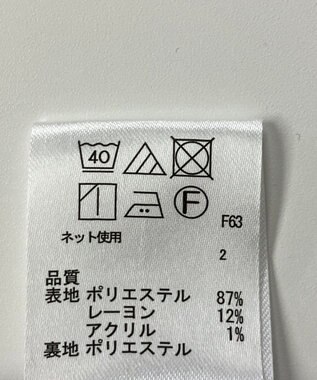 40
F
F63
ネット使用
2
品質
表地 ポリエステル 87%
レーヨン 12%
アクリル 1%
裏地 ポリエステル